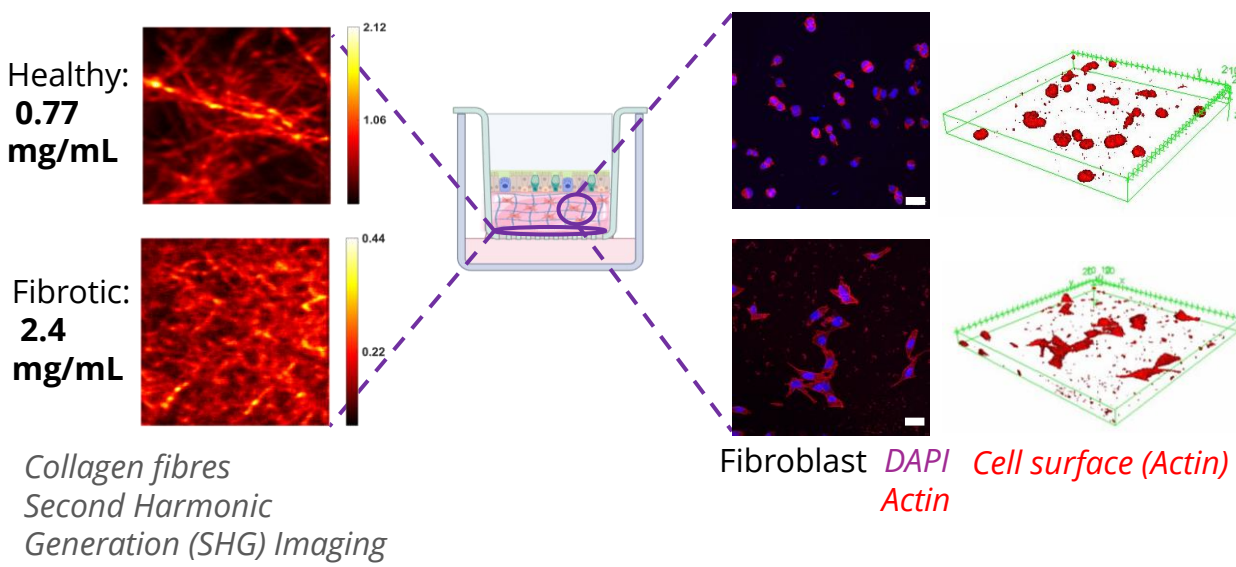 Healthy:
0.77
mg/mL
2.12
1.06
Fibrotic:
2.4
mg/mL
0.44
0.22
Collagen fibres
Second Harmonic
Generation (SHG) Imaging
Fibroblast DAPI
Actin
Cell surface (Actin)
Y
x